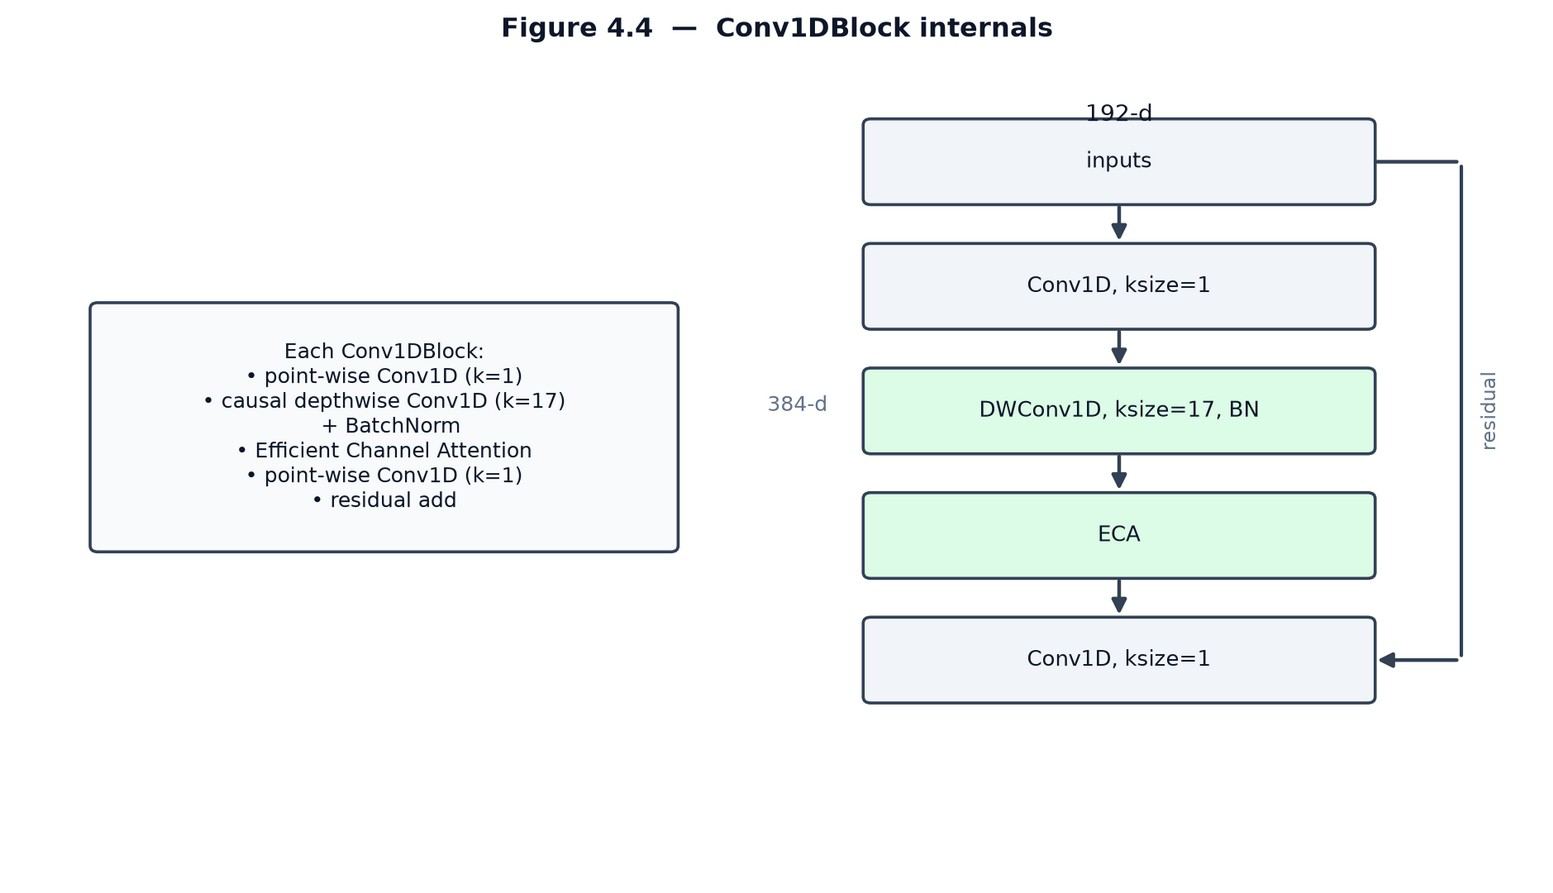 Figure 4.4 — Conv1DBlock internals
Each Conv1DBlock:
• point-wise Conv1D (k=1)
• causal depthwise Conv1D (k=17)
+ BatchNorm
• Efficient Channel Attention
• point-wise Conv1D (k=1)
• residual add
192-d
inputs
Conv1D, ksize=1
384-d
DWConv1D, ksize=17, BN
ECA
Conv1D, ksize=1
residual